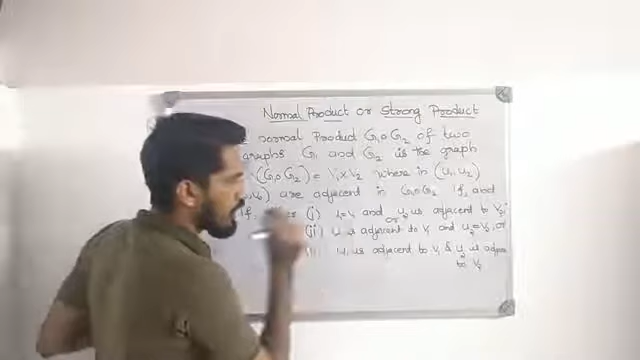 Normal Product or Strong Product
normal Product G₁∘G₂ of two
graphs G₁ and G₂ is the graph
(G₁∘G₂) = V₁×V₂ where in (u₁,u₂)
are adjacent in G₁∘G₂ if and
(i) and u₂ is adjacent to V₂
or
(ii) u₁ is adjacent to V₁ and u₂=V₂, or
u₁ is adjacent to V₁ & u₂ is
to V₂